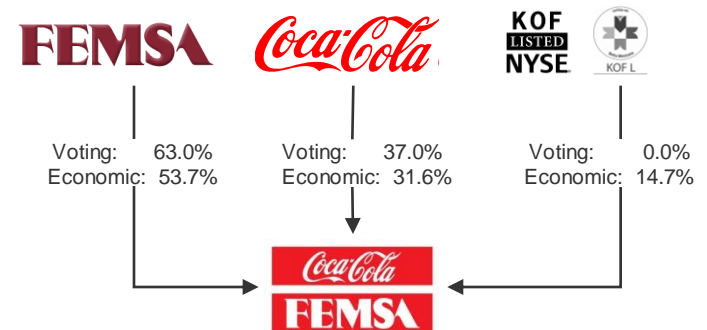 FEMSA
Coca-Cola
KOF
LISTED
NYSE
KOF L
Voting: 63.0%
Economic: 53.7%
Voting: 37.0%
Economic: 31.6%
Voting: 0.0%
Economic: 14.7%
Coca-Cola
FEMSA